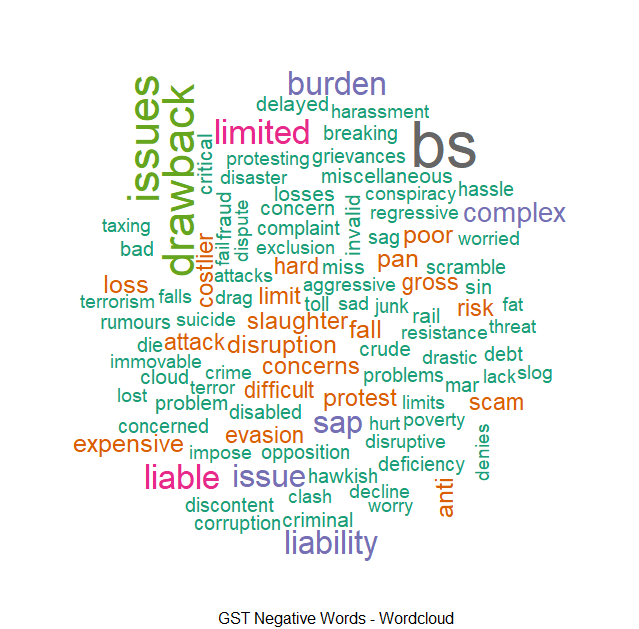 burden
issues
drawback
delayed
harassment
limited
breaking
bs
critical
protesting
grievances
disaster
miscellaneous
losses
conspiracy
hassle
fraud
concern
invalid
regressive
complex
taxing
fail
dispute
complaint
sag
poor
worried
bad
costlier
exclusion
pan
hard
miss
scramble
attacks
loss
aggressive
gross
sin
terrorism
falls
drag
limit
toll
sad
junk
risk
fat
rumours
suicide
slaughter
fall
rail
resistance
threat
die
attack
disruption
crude
drastic
debt
immovable
concerns
cloud
crime
terror
problems
mar
lack
slog
lost
problem
difficult
protest
limits
scam
disabled
concerned
sap
hurt
poverty
expensive
evasion
disruptive
denies
impose
opposition
deficiency
liable
issue
hawkish
anti
discontent
clash
decline
worry
corruption
criminal
liability
GST Negative Words - Wordcloud